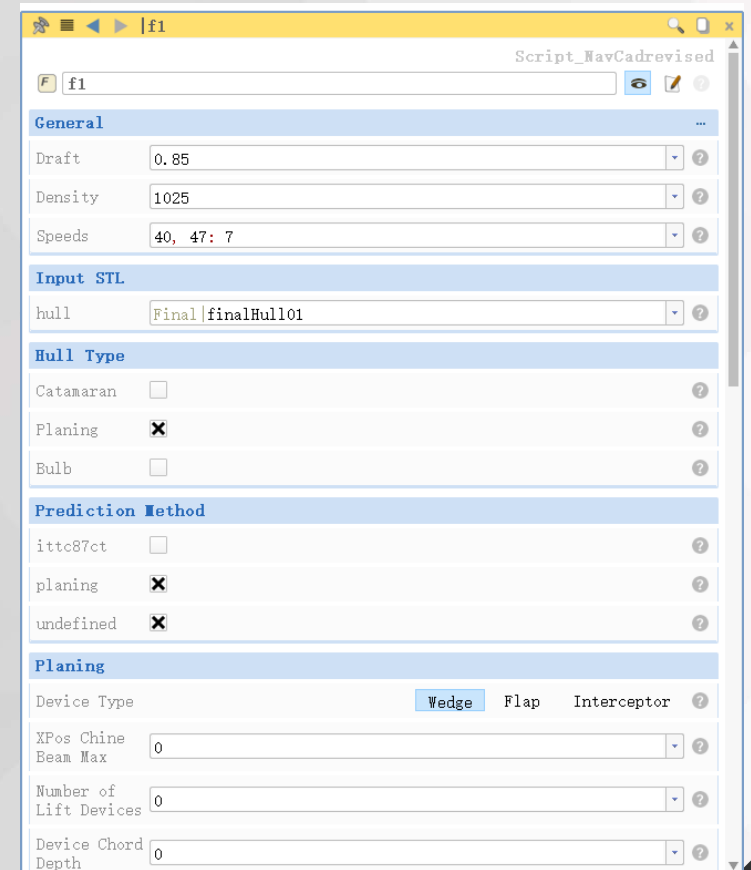 |f1
Script_NavCadrevised
F f1
General ...
Draft 0.85
Density 1025
Speeds 40, 47: 7
Input STL
hull Final|finalHull01
Hull Type
Catamaran
Planing
Bulb
Prediction Method
ittc87ct
planing
undefined
Planing
Device Type Wedge Flap Interceptor
XPos Chine
Beam Max 0
Number of
Lift Devices 0
Device Chord
Depth 0